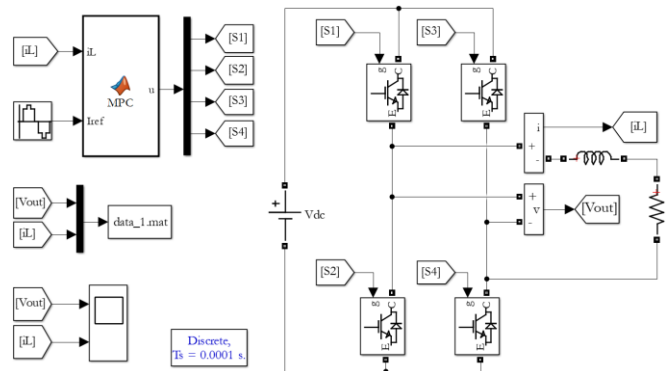 [iL]
iL
MPC
u
Iref
[S1]
[S2]
[S3]
[S4]
[Vout]
[iL]
data_1.mat
[Vout]
[iL]
Discrete,
Ts = 0.0001 s.
[S1]
[S3]
g
C
E
g
C
E
+
Vdc
i
+
-
[iL]
+
v
-
[Vout]
+
+
[S2]
[S4]
g
C
E
g
C
E